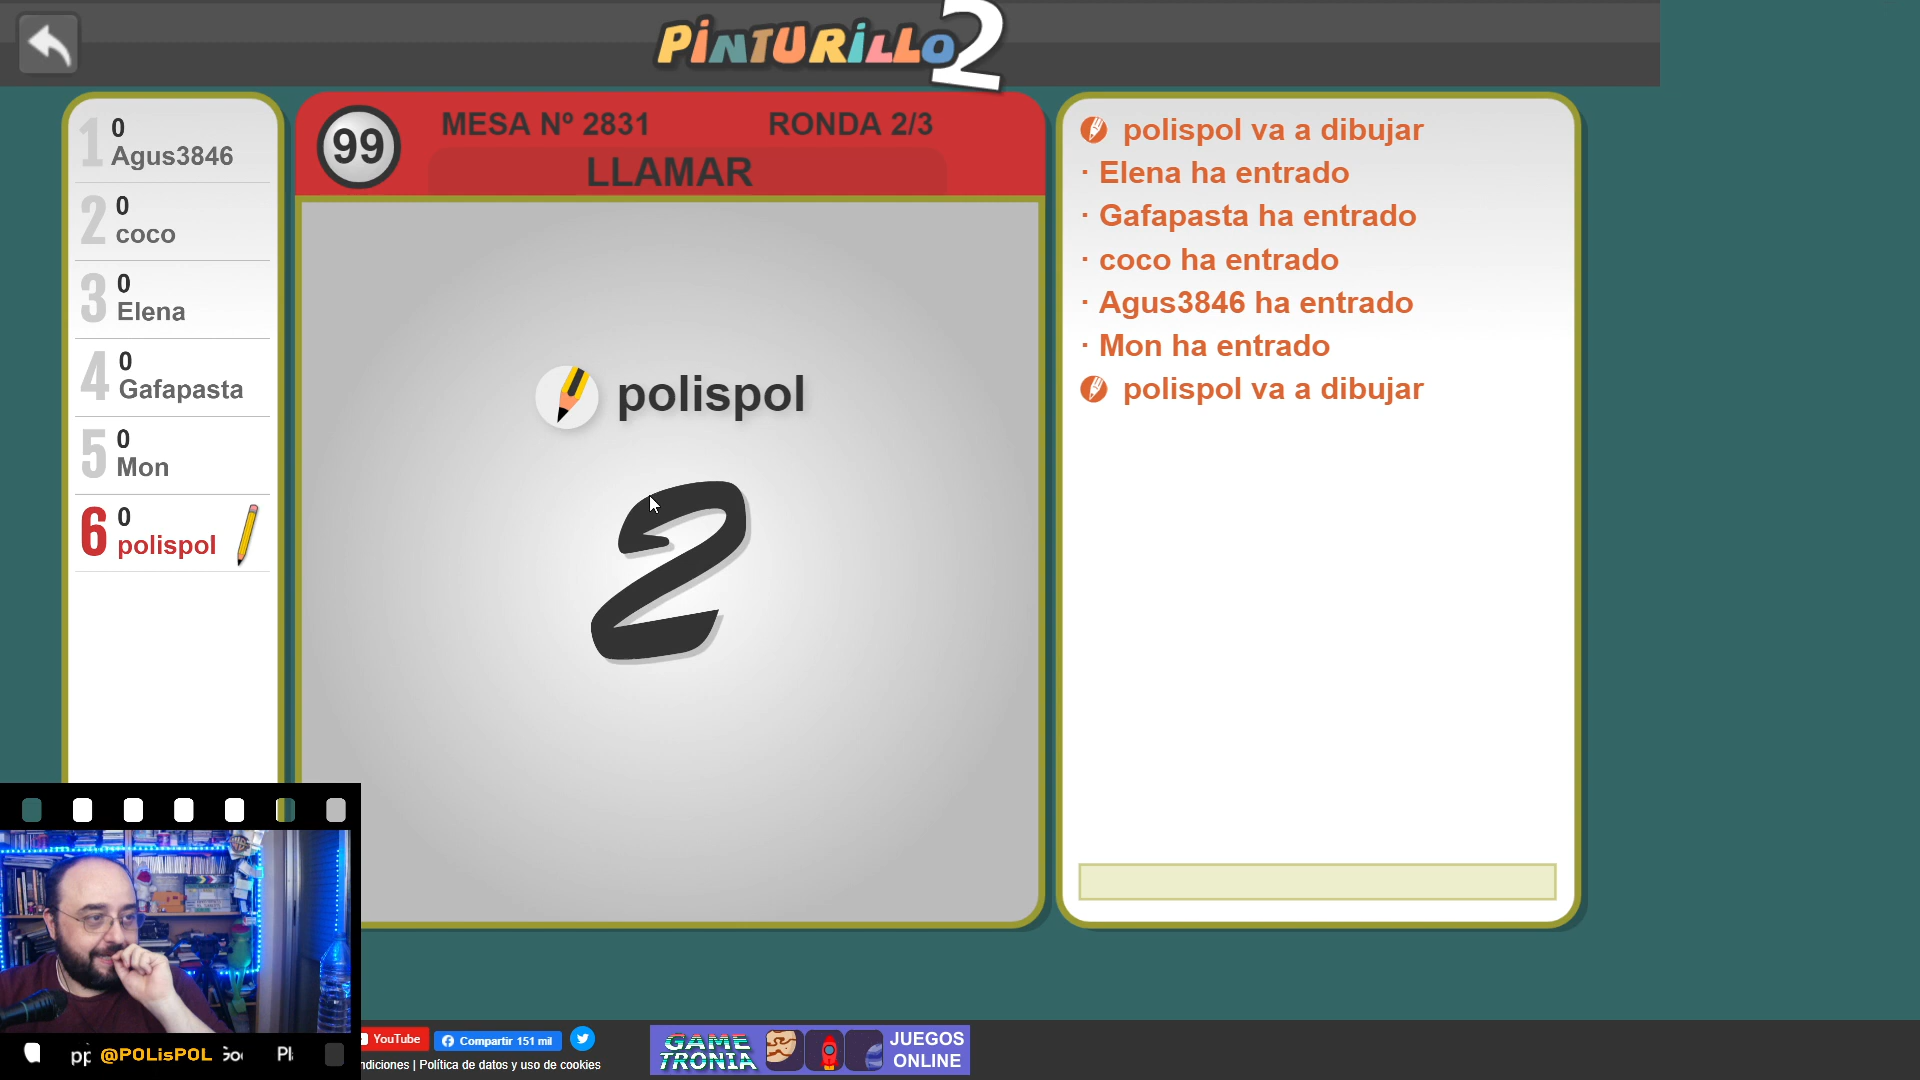 PINTURILLO 2
1 0
Agus3846
2 0
coco
3 0
Elena
4 0
Gafapasta
5 0
Mon
6 0
polispol
99
MESA Nº 2831
RONDA 2/3
LLAMAR
polispol
2
polispol va a dibujar
· Elena ha entrado
· Gafapasta ha entrado
· coco ha entrado
· Agus3846 ha entrado
· Mon ha entrado
polispol va a dibujar
@POLisPOL
YouTube
Compartir 151 mil
ndiciones | Política de datos y uso de cookies
GAME
TRONIA
JUEGOS
ONLINE